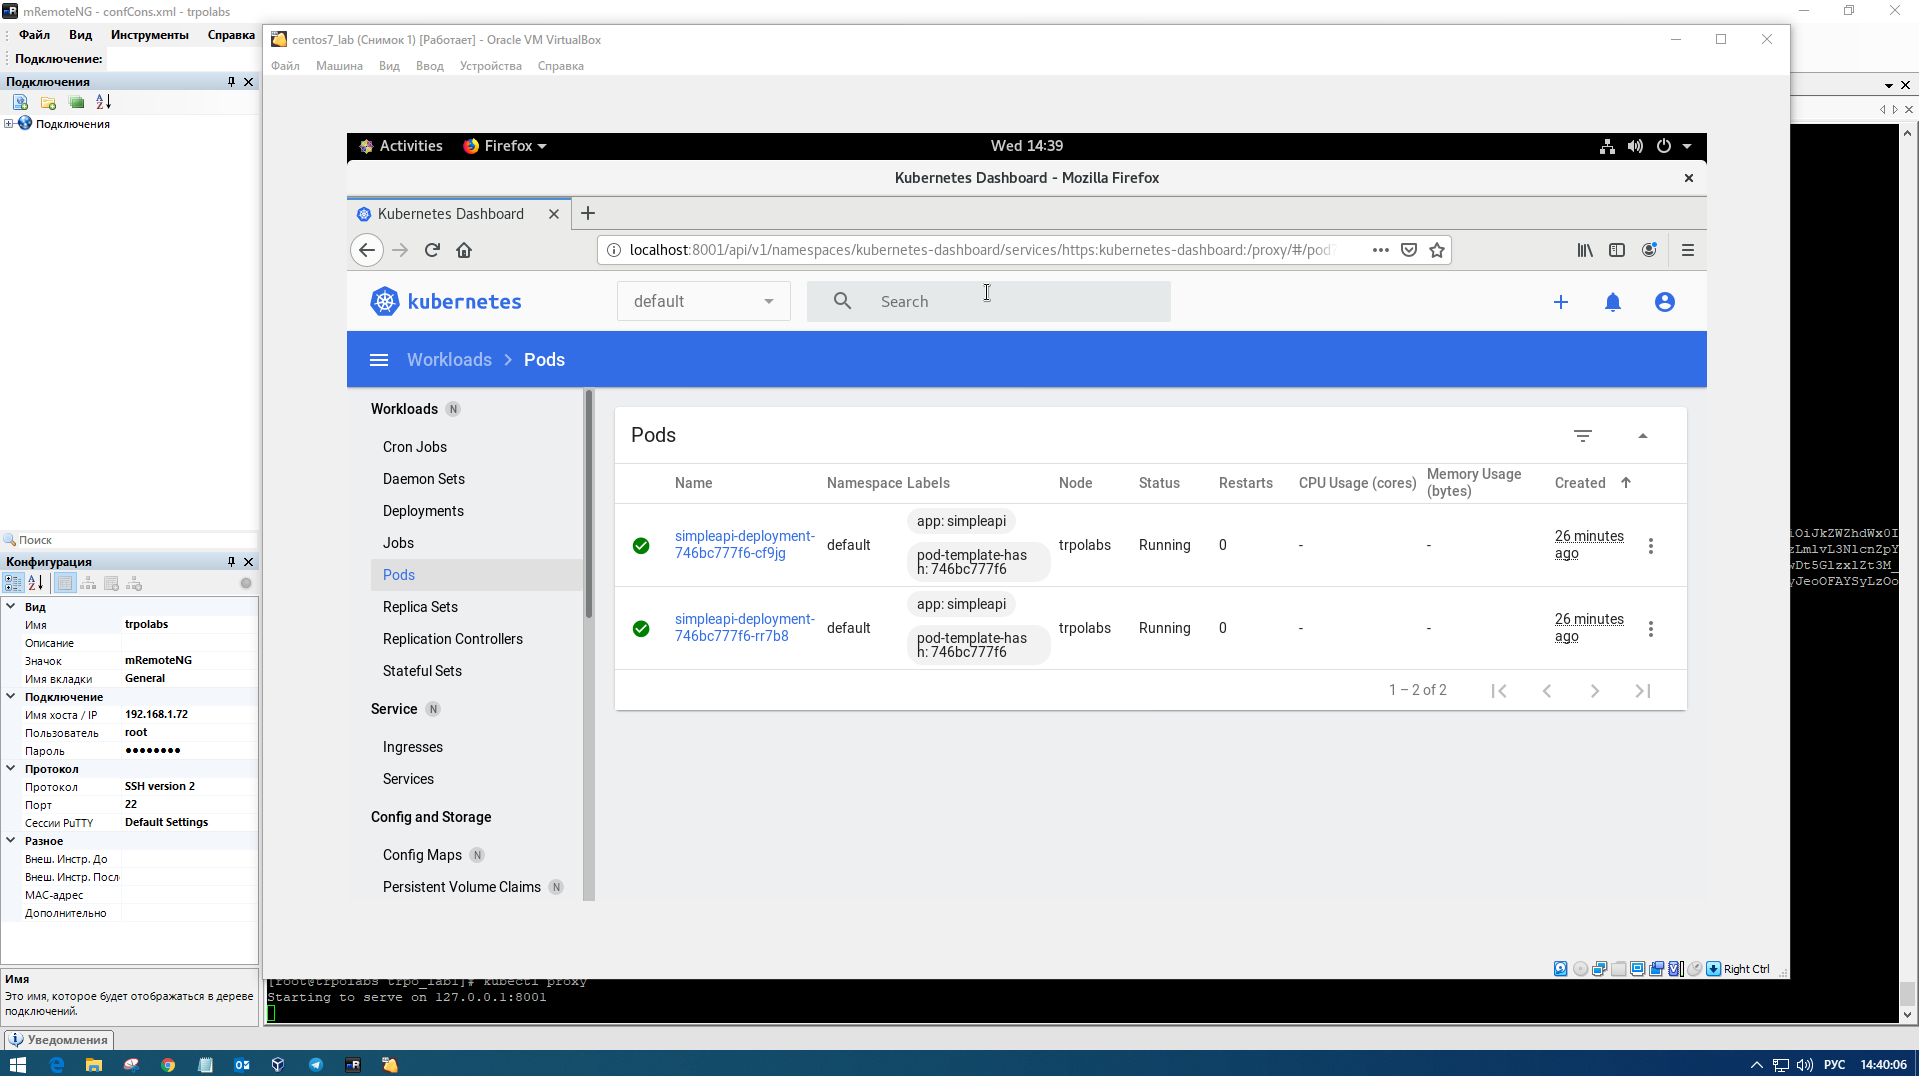 mRemoteNG - confCons.xml - trpolabs
Файл Вид Инструменты Справка
Подключение:
Подключения
Подключения
Поиск
Конфигурация
Вид
Имя trpolabs
Описание
Значок mRemoteNG
Имя вкладки General
Подключение
Имя хоста / IP 192.168.1.72
Пользователь root
Пароль ●●●●●●●●
Протокол
Протокол SSH version 2
Порт 22
Сессии PuTTY Default Settings
Разное
Внеш. Инстр. До
Внеш. Инстр. Посл
MAC-адрес
Дополнительно
Имя
Это имя, которое будет отображаться в дереве
подключений.
Уведомления
centos7_lab (Снимок 1) [Работает] - Oracle VM VirtualBox
Файл Машина Вид Ввод Устройства Справка
Activities Firefox Wed 14:39
Kubernetes Dashboard - Mozilla Firefox
Kubernetes Dashboard
localhost:8001/api/v1/namespaces/kubernetes-dashboard/services/https:kubernetes-dashboard:/proxy/#/pod
kubernetes default Search
Workloads > Pods
Workloads N
Cron Jobs
Daemon Sets
Deployments
Jobs
Pods
Replica Sets
Replication Controllers
Stateful Sets
Service N
Ingresses
Services
Config and Storage
Config Maps N
Persistent Volume Claims N
Pods
Name Namespace Labels Node Status Restarts CPU Usage (cores) Memory Usage (bytes) Created
simpleapi-deployment-746bc777f6-cf9jg default app: simpleapi pod-template-hash: 746bc777f6 trpolabs Running 0 - - 26 minutes ago
simpleapi-deployment-746bc777f6-rr7b8 default app: simpleapi pod-template-hash: 746bc777f6 trpolabs Running 0 - - 26 minutes ago
1 – 2 of 2
Right Ctrl
iOiJkZWZhdWx0I
zLmlvL3NlcnZpY
wDt5GlzxlZt3M_
yJeoOFAYSyLzOo
[root@trpolabs trpo_lab1]# kubectl proxy
Starting to serve on 127.0.0.1:8001
РУС 14:40:06